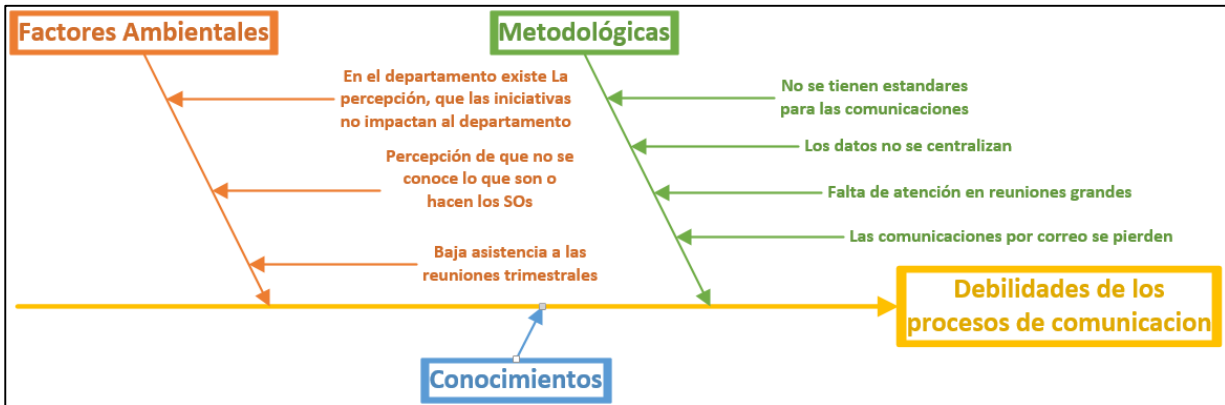 Factores Ambientales
Metodológicas
En el departamento existe La
percepción, que las iniciativas
no impactan al departamento
Percepción de que no se
conoce lo que son o
hacen los SOs
Baja asistencia a las
reuniones trimestrales
No se tienen estandares
para las comunicaciones
Los datos no se centralizan
Falta de atención en reuniones grandes
Las comunicaciones por correo se pierden
Debilidades de los
procesos de comunicacion
Conocimientos